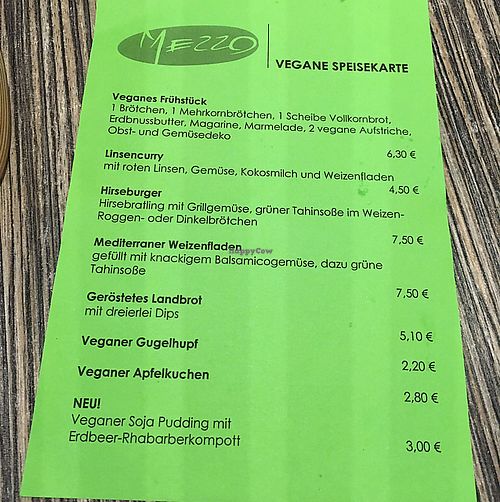 MEZZO
VEGANE SPEISEKARTE
Veganes Frühstück
1 Brötchen, 1 Mehrkornbrötchen, 1 Scheibe Vollkornbrot,
Erdnussbutter, Magarine, Marmelade, 2 vegane Aufstriche,
Obst- und Gemüsedeko
6,30 €
Linsencurry
mit roten Linsen, Gemüse, Kokosmilch und Weizenfladen
4,50 €
Hirseburger
Hirsebratling mit Grillgemüse, grüner Tahinsoße im Weizen-
Roggen- oder Dinkelbrötchen
7,50 €
Mediterraner Weizenfladen
HappyCow
gefüllt mit knackigem Balsamicogemüse, dazu grüne
Tahinsoße
7,50 €
Geröstetes Landbrot
mit dreierlei Dips
5,10 €
Veganer Gugelhupf
2,20 €
Veganer Apfelkuchen
2,80 €
NEU!
Veganer Soja Pudding mit
Erdbeer-Rhabarberkompott
3,00 €